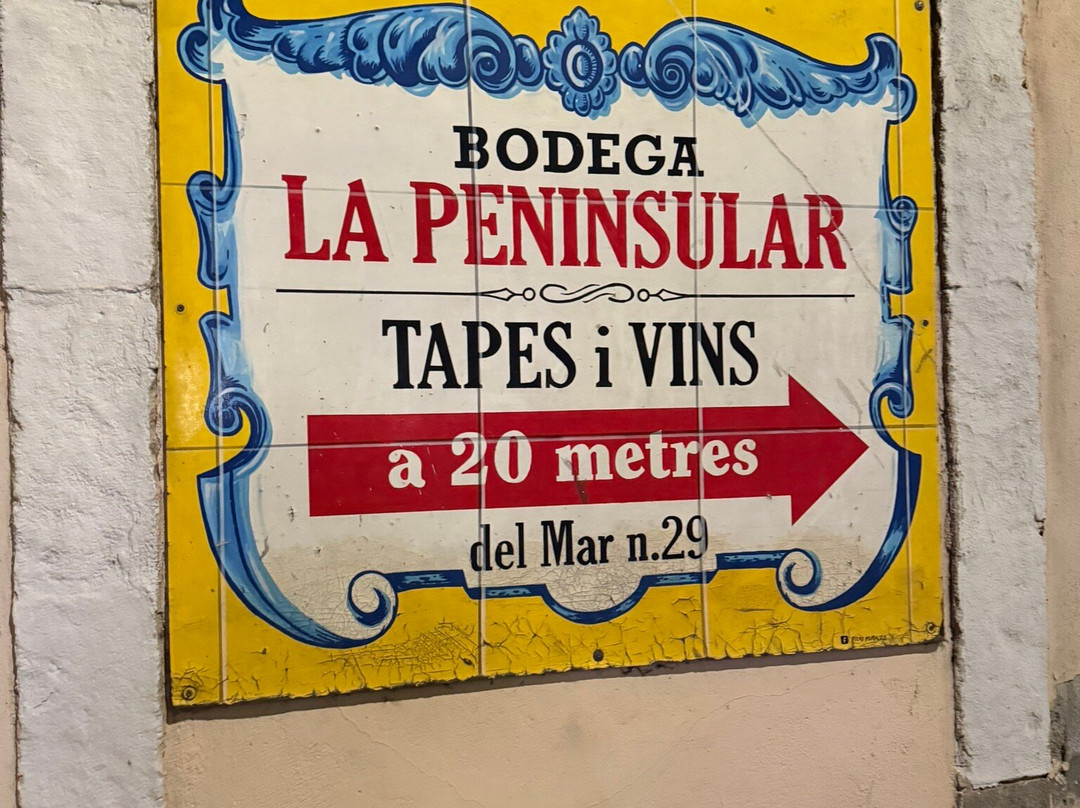 BODEGA
LA PENINSULAR
TAPES i VINS
a 20 metres
del Mar n.29